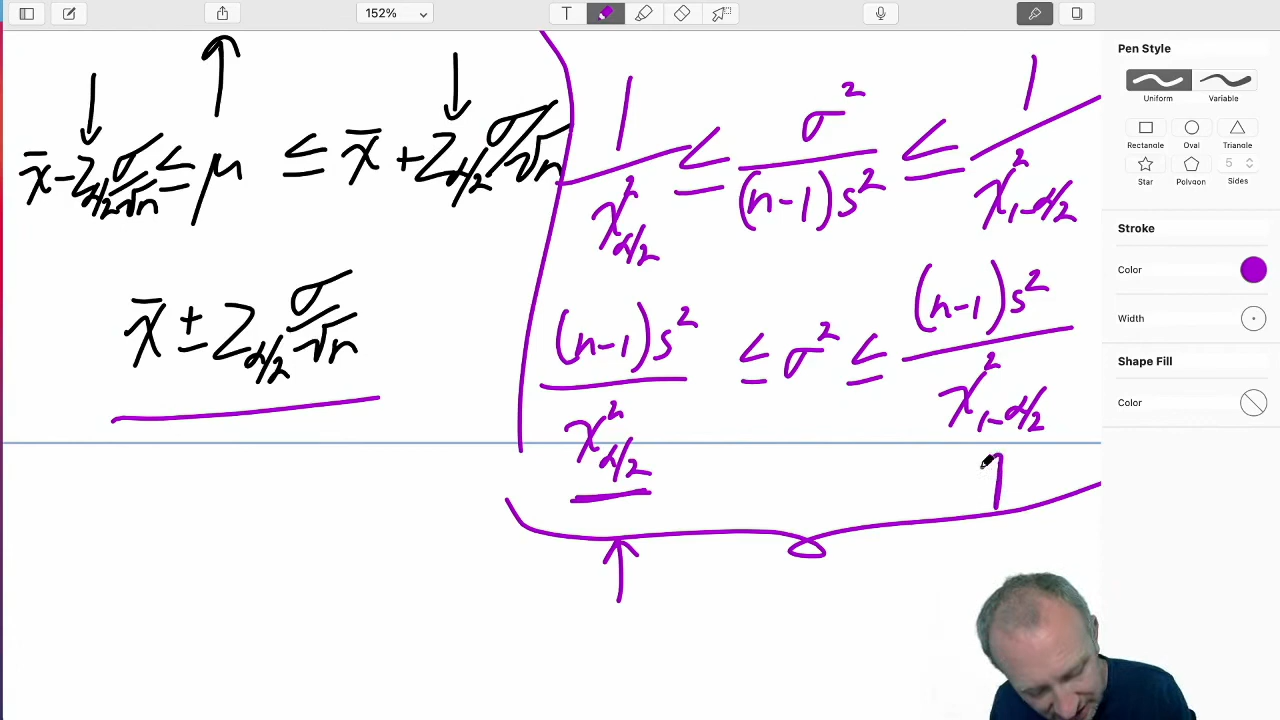 152%
T
Pen Style
Uniform
Variable
Rectangle
Oval
Triangle
Star
Polygon
5
Sides
Stroke
Color
Width
Shape Fill
Color
x̄ - Z_{α/2} σ/√n ≤ μ ≤ x̄ + Z_{α/2} σ/√n
x̄ ± Z_{α/2} σ/√n
1/χ²_{α/2} ≤ σ²/(n-1)s² ≤ 1/χ²_{1-α/2}
(n-1)s²/χ²_{α/2} ≤ σ² ≤ (n-1)s²/χ²_{1-α/2}